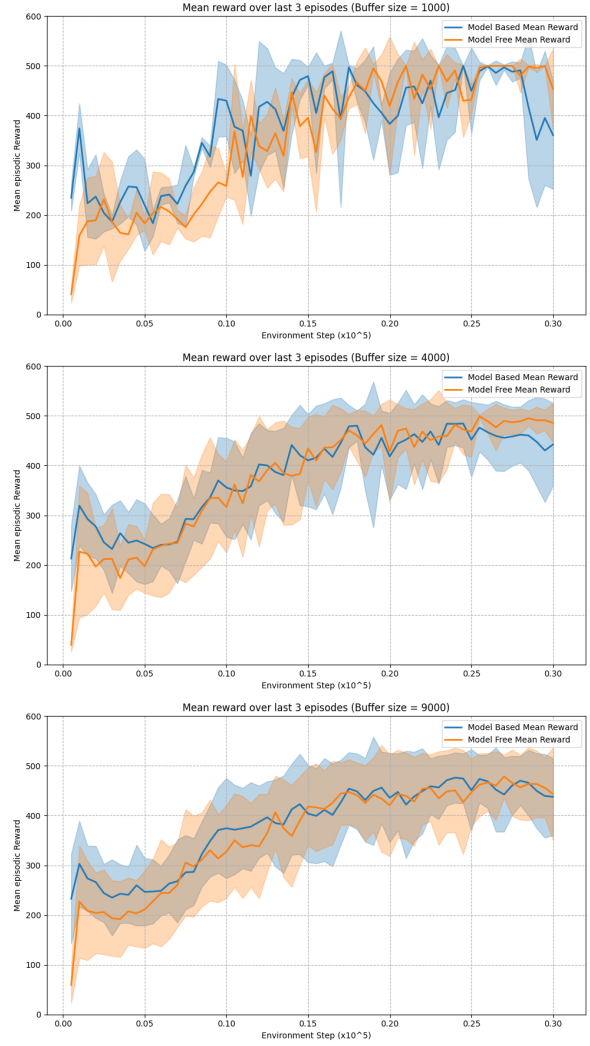 Mean reward over last 3 episodes (Buffer size = 1000)
Model Based Mean Reward
Model Free Mean Reward
Mean episodic Reward
600
500
400
300
200
100
0
0.00 0.05 0.10 0.15 0.20 0.25 0.30
Environment Step (x10^5)
Mean reward over last 3 episodes (Buffer size = 4000)
Model Based Mean Reward
Model Free Mean Reward
Mean episodic Reward
600
500
400
300
200
100
0
0.00 0.05 0.10 0.15 0.20 0.25 0.30
Environment Step (x10^5)
Mean reward over last 3 episodes (Buffer size = 9000)
Model Based Mean Reward
Model Free Mean Reward
Mean episodic Reward
600
500
400
300
200
100
0
0.00 0.05 0.10 0.15 0.20 0.25 0.30
Environment Step (x10^5)